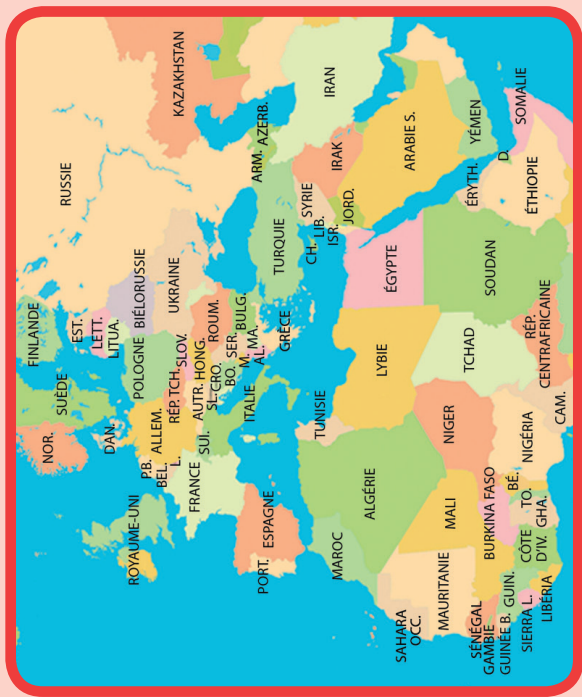 NOR.
SUÈDE
FINLANDE
RUSSIE
EST.
LETT.
LITUA.
DAN.
ROYAUME-UNI
P.B.
BEL.
L.
ALLEM.
POLOGNE
BIÉLORUSSIE
KAZAKHSTAN
RÉP. TCH.
SLOV.
UKRAINE
FRANCE
SUI.
AUTR.
HONG.
ROUM.
SL.
CRO.
BO.
SER.
BULG.
ITALIE
M.
MA.
AL.
GRÈCE
PORT.
ESPAGNE
TURQUIE
ARM.
AZERB.
CH.
LIB.
SYRIE
ISR.
JORD.
IRAK
IRAN
MAROC
ALGÉRIE
TUNISIE
LYBIE
ÉGYPTE
ARABIE S.
SAHARA
OCC.
MAURITANIE
MALI
NIGER
TCHAD
SOUDAN
ÉRYTH.
YÉMEN
SÉNÉGAL
GAMBIE
GUINÉE B.
GUIN.
SIERRA L.
LIBÉRIA
CÔTE
D'IV.
BURKINA FASO
GHA.
TO.
BÉ.
NIGÉRIA
CAM.
RÉP.
CENTRAFRICAINE
ÉTHIOPIE
D.
SOMALIE